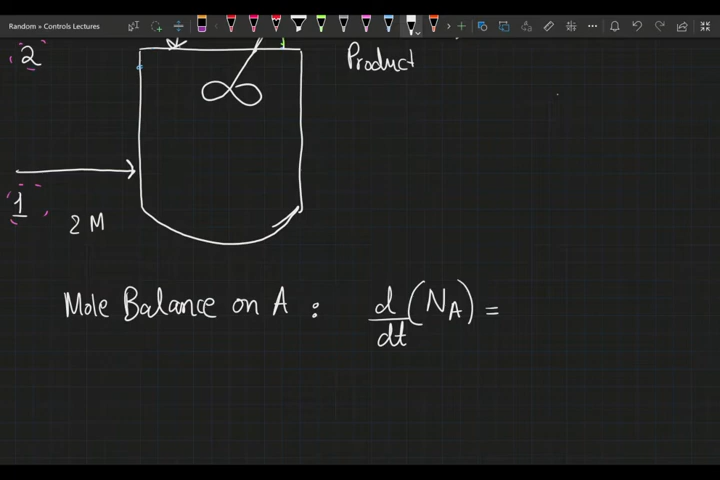 Random » Controls Lectures
2
Product
1
2 M
Mole Balance on A : d/dt (N_A) =